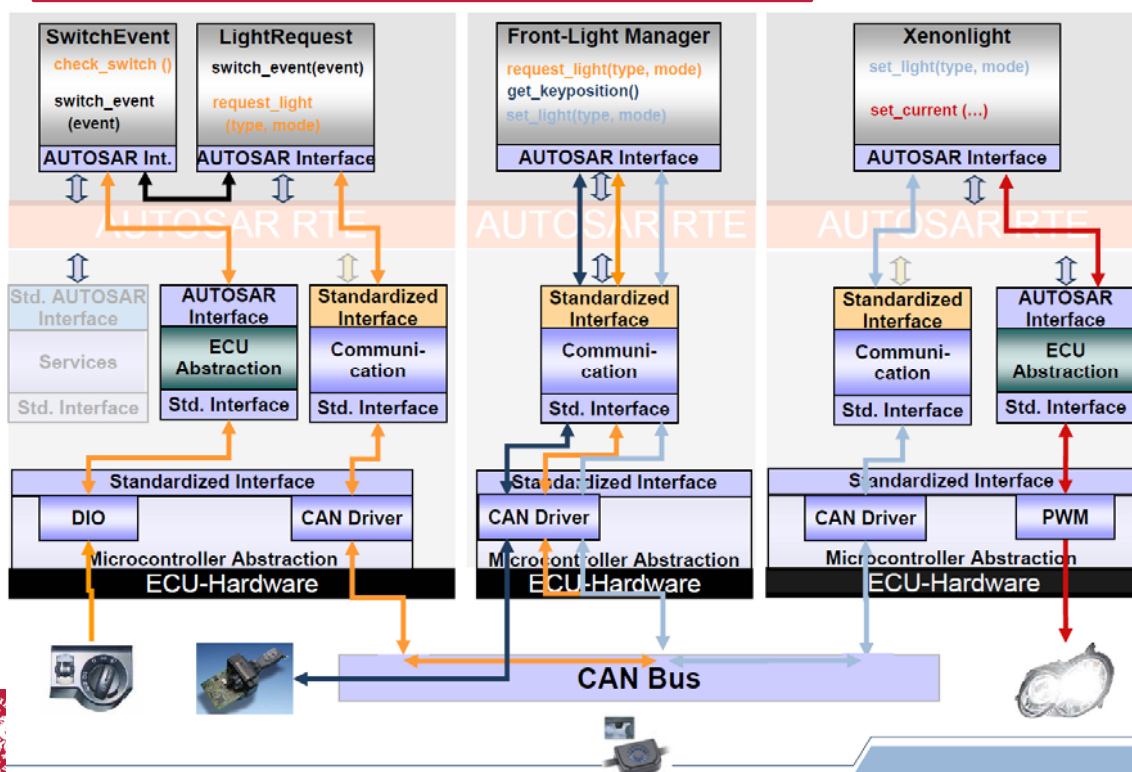 SwitchEvent
check_switch ()
switch_event
(event)
AUTOSAR Int.
LightRequest
switch_event(event)
request_light
(type, mode)
AUTOSAR Interface
Front-Light Manager
request_light(type, mode)
get_keyposition()
set_light(type, mode)
AUTOSAR Interface
Xenonlight
set_light(type, mode)
set_current (...)
AUTOSAR Interface
AUTOSAR RTE
AUTOSAR RTE
AUTOSAR RTE
Std. AUTOSAR
Interface
Services
Std. Interface
AUTOSAR
Interface
ECU
Abstraction
Std. Interface
Standardized
Interface
Communi-
cation
Std. Interface
Standardized
Interface
Communi-
cation
Std. Interface
Standardized
Interface
Communi-
cation
Std. Interface
AUTOSAR
Interface
ECU
Abstraction
Std. Interface
Standardized Interface
DIO
CAN Driver
Microcontroller Abstraction
ECU-Hardware
Standardized Interface
CAN Driver
Microcontroller Abstraction
ECU-Hardware
Standardized Interface
CAN Driver
PWM
Microcontroller Abstraction
ECU-Hardware
CAN Bus